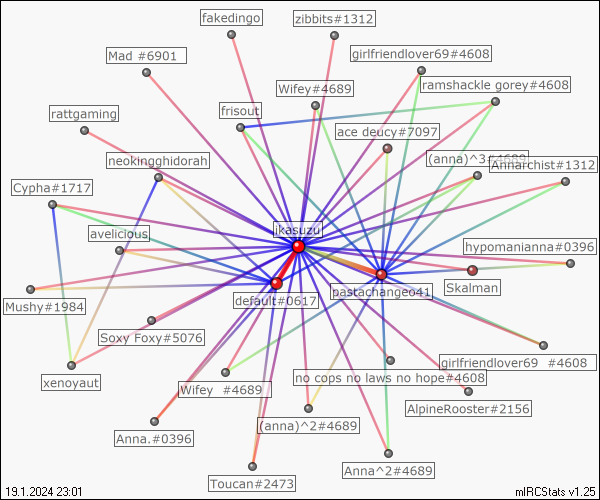 fakedingo
zibbits#1312
Mad #6901
girlfriendlover69#4608
Wifey#4689
ramshackle gorey#4608
rattgaming
frisout
ace deucy#7097
neokingghidorah
(anna)^3#4689
Annarchist#1312
Cypha#1717
ikasuzu
avelicious
hypomanianna#0396
Skalman
pastachangeo41
default#0617
Mushy#1984
Soxy Foxy#5076
girlfriendlover69 #4608
xenoyaut
Wifey #4689
no cops no laws no hope#4608
AlpineRooster#2156
(anna)^2#4689
Anna.#0396
Anna^2#4689
Toucan#2473
19.1.2024 23:01
mIRCStats v1.25